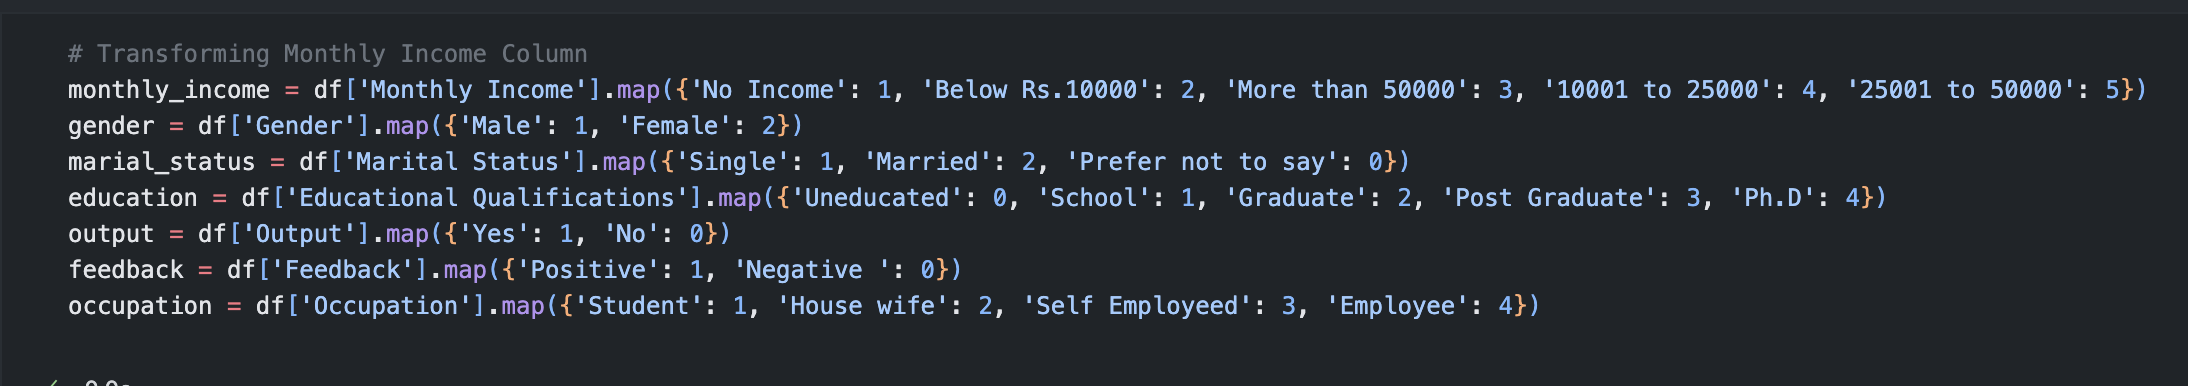 # Transforming Monthly Income Column
monthly_income = df['Monthly Income'].map({'No Income': 1, 'Below Rs.10000': 2, 'More than 50000': 3, '10001 to 25000': 4, '25001 to 50000': 5})
gender = df['Gender'].map({'Male': 1, 'Female': 2})
marial_status = df['Marital Status'].map({'Single': 1, 'Married': 2, 'Prefer not to say': 0})
education = df['Educational Qualifications'].map({'Uneducated': 0, 'School': 1, 'Graduate': 2, 'Post Graduate': 3, 'Ph.D': 4})
output = df['Output'].map({'Yes': 1, 'No': 0})
feedback = df['Feedback'].map({'Positive': 1, 'Negative ': 0})
occupation = df['Occupation'].map({'Student': 1, 'House wife': 2, 'Self Employeed': 3, 'Employee': 4})